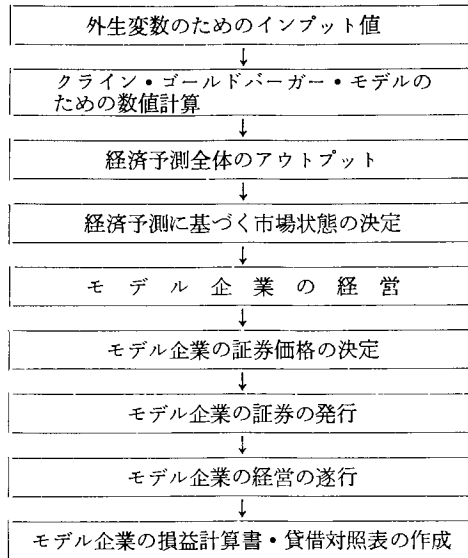 外生変数のためのインプット値
↓
クライン・ゴールドバーガー・モデルの
ための数値計算
↓
経済予測全体のアウトプット
↓
経済予測に基づく市場状態の決定
↓
モデル企業の経営
↓
モデル企業の証券価格の決定
↓
モデル企業の証券の発行
↓
モデル企業の経営の遂行
↓
モデル企業の損益計算書・貸借対照表の作成